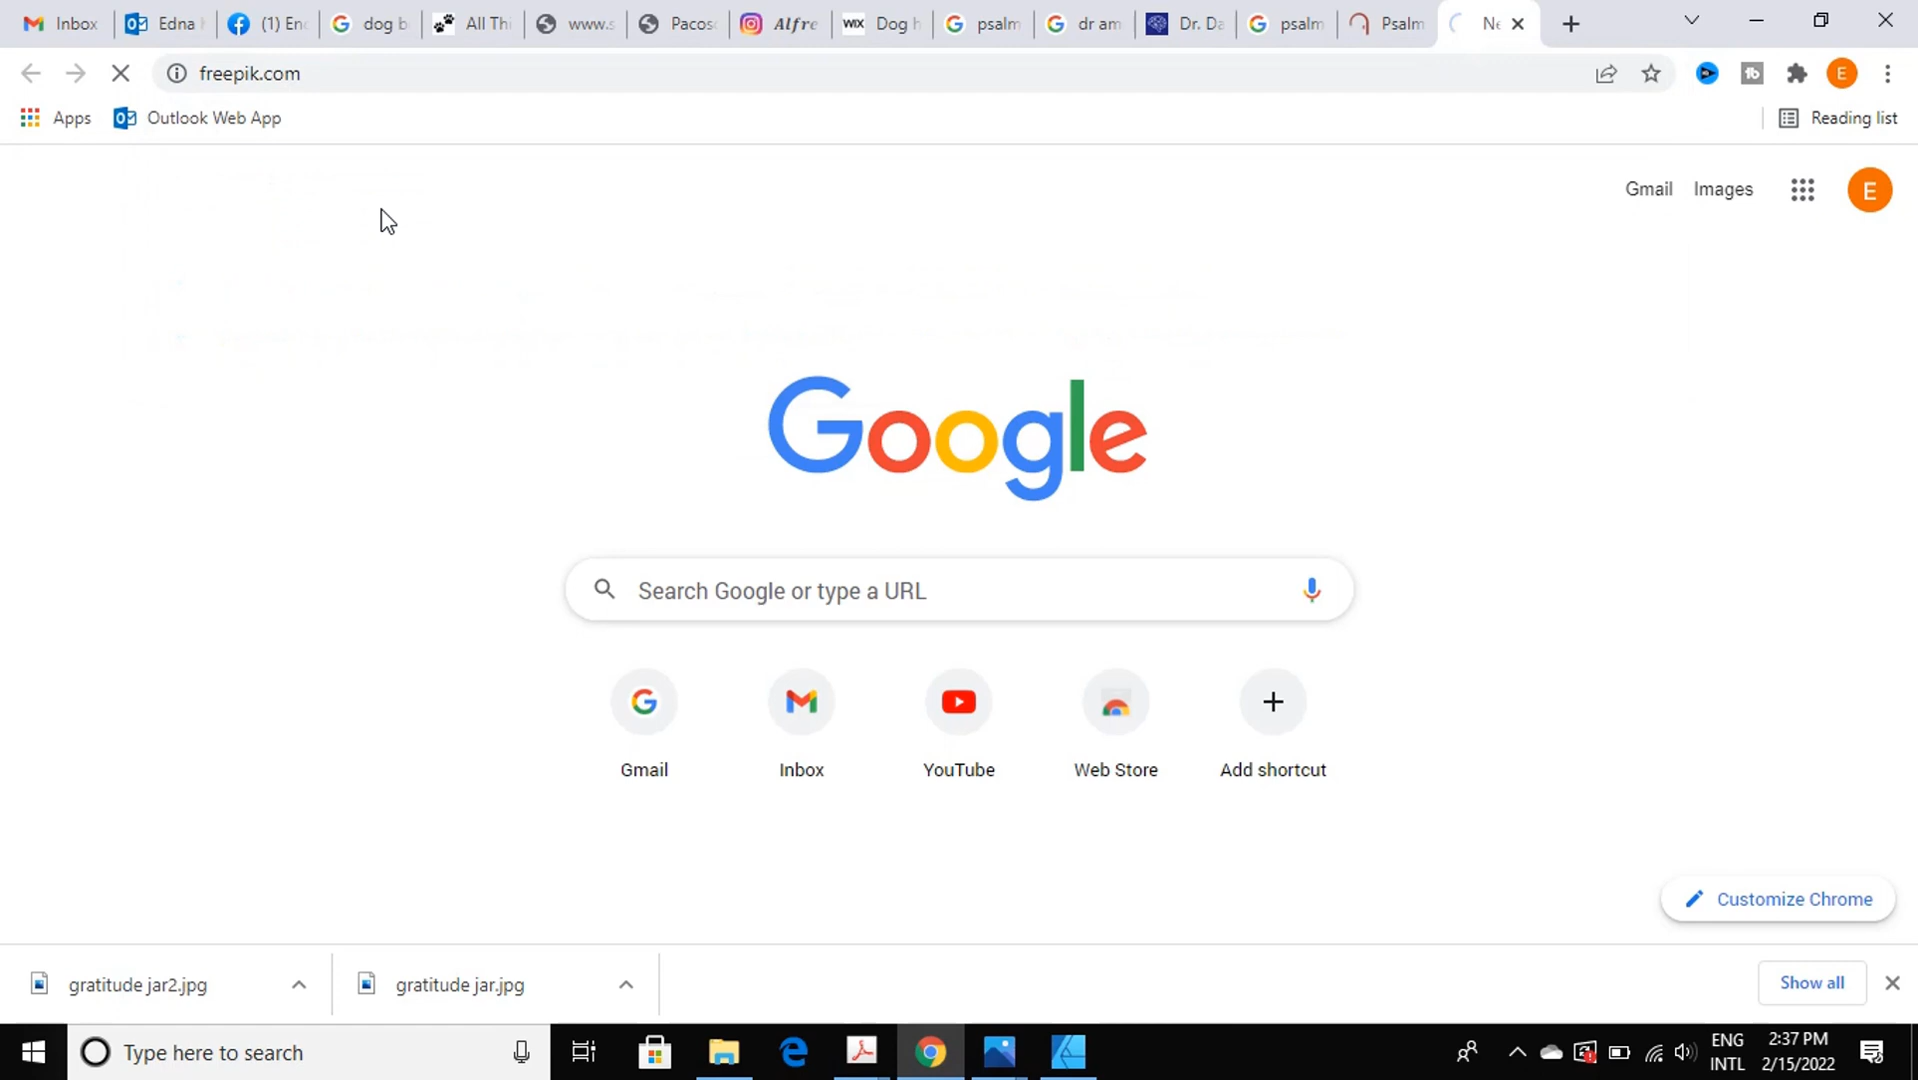 Inbox
Edna
(1) En
dog b
All Thi
www.s
Pacos
Alfre
WIX
Dog h
psalm
dr am
Dr. Da
psalm
Psalm
Ne
freepik.com
tb
E
Apps
Outlook Web App
Reading list
Gmail
Images
E
Google
Search Google or type a URL
Gmail
Inbox
YouTube
Web Store
Add shortcut
Customize Chrome
gratitude jar2.jpg
gratitude jar.jpg
Show all
Type here to search
ENG
INTL
2:37 PM
2/15/2022